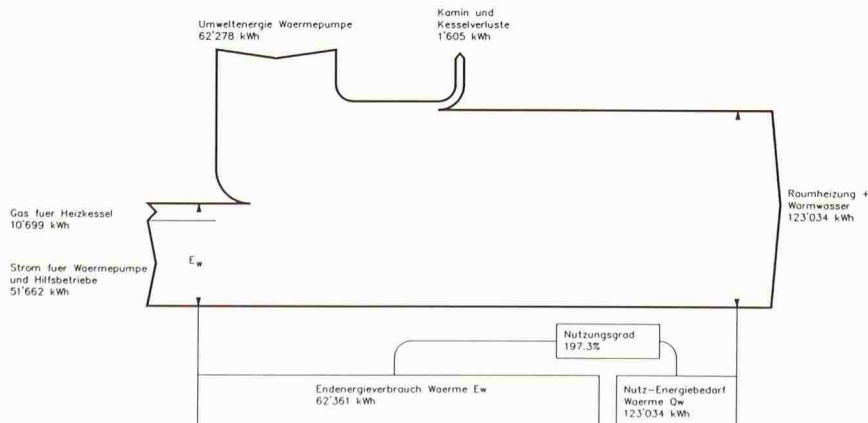 Umweltenergie Waermepumpe
62'278 kWh
Kamin und
Kesselverluste
1'605 kWh
Gas fuer Heizkessel
10'699 kWh
Raumheizung +
Warmwasser
123'034 kWh
Strom fuer Waermepumpe
und Hilfsbetriebe
51'662 kWh
Ew
Nutzungsgrad
197.3%
Endenergieverbrauch Waerme Ew
62'361 kWh
Nutz-Energiebedarf
Waerme Qw
123'034 kWh